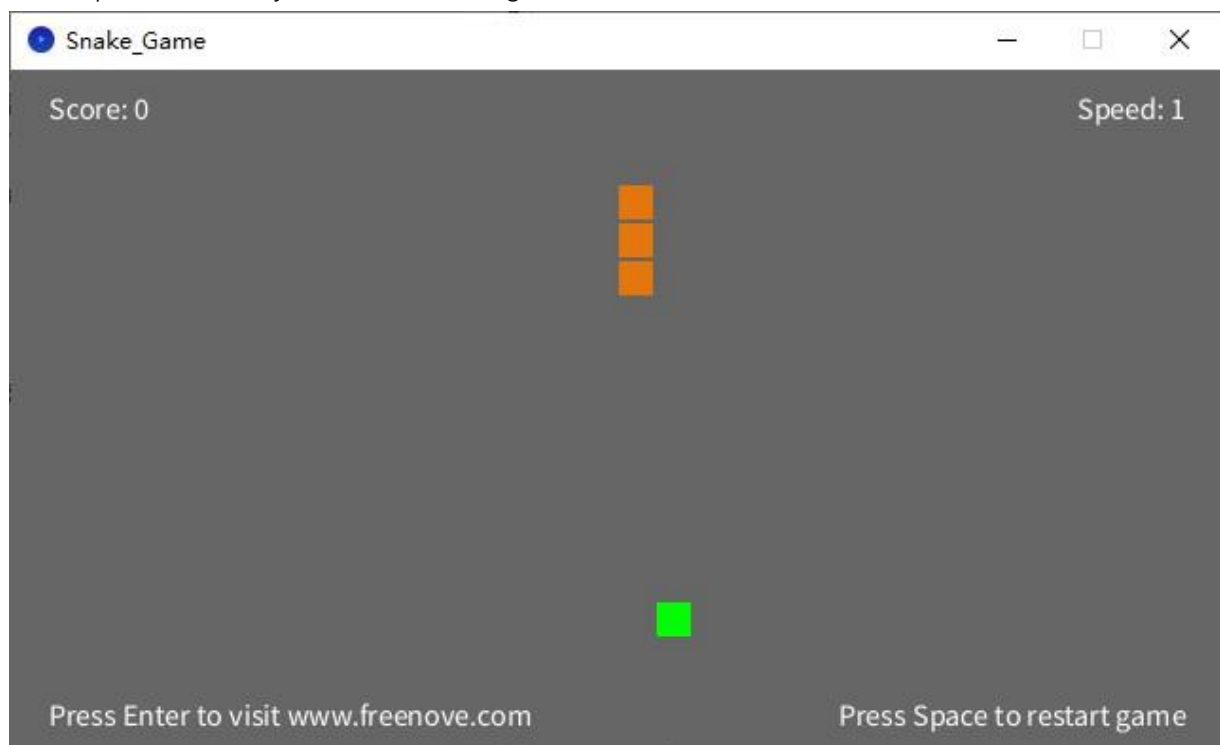 Snake_Game
Score: 0
Speed: 1
Press Enter to visit www.freenove.com
Press Space to restart game